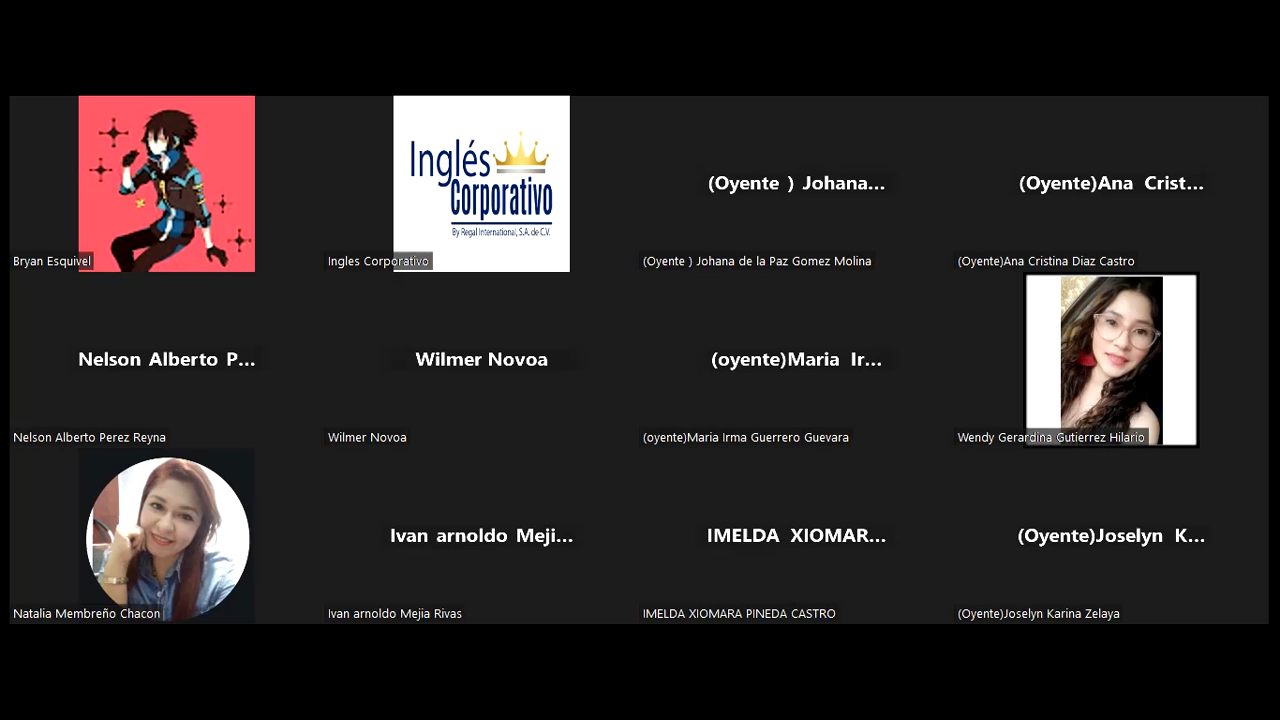 Inglés
Corporativo
By Regal International, S.A. de C.V.
(Oyente ) Johana...
(Oyente)Ana Crist...
Bryan Esquivel
Ingles Corporativo
(Oyente ) Johana de la Paz Gomez Molina
(Oyente)Ana Cristina Diaz Castro
Nelson Alberto P...
Wilmer Novoa
(oyente)Maria Ir...
Nelson Alberto Perez Reyna
Wilmer Novoa
(oyente)Maria Irma Guerrero Guevara
Wendy Gerardina Gutierrez Hilario
Ivan arnoldo Meji...
IMELDA XIOMAR...
(Oyente)Joselyn K...
Natalia Membreño Chacon
Ivan arnoldo Mejia Rivas
IMELDA XIOMARA PINEDA CASTRO
(Oyente)Joselyn Karina Zelaya